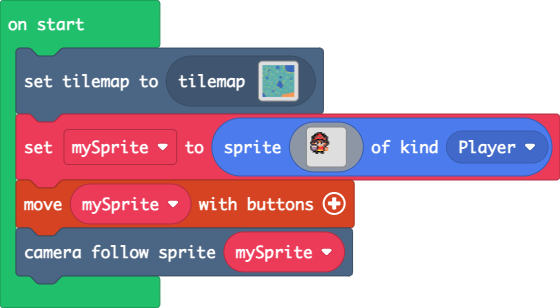 on start
set tilemap to tilemap
set mySprite to sprite of kind Player
move mySprite with buttons
camera follow sprite mySprite